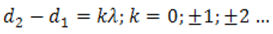 d₂ − d₁ = kλ; k = 0; ±1; ±2 ...